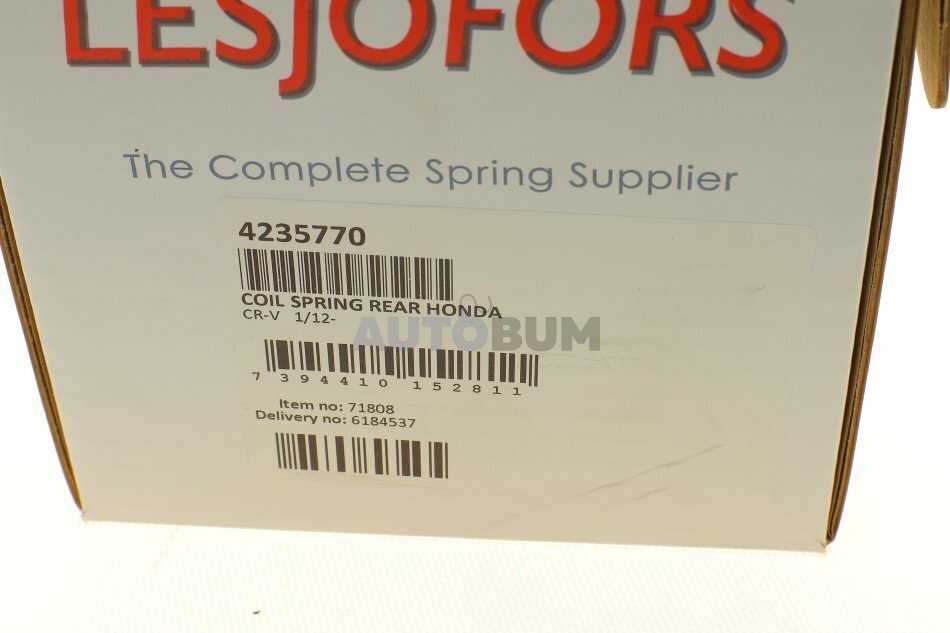 LESJÖFORS
The Complete Spring Supplier
4235770
COIL SPRING REAR HONDA
CR-V 1/12-
AUTOBUM
7 394410 152811
Item no: 71808
Delivery no: 6184537